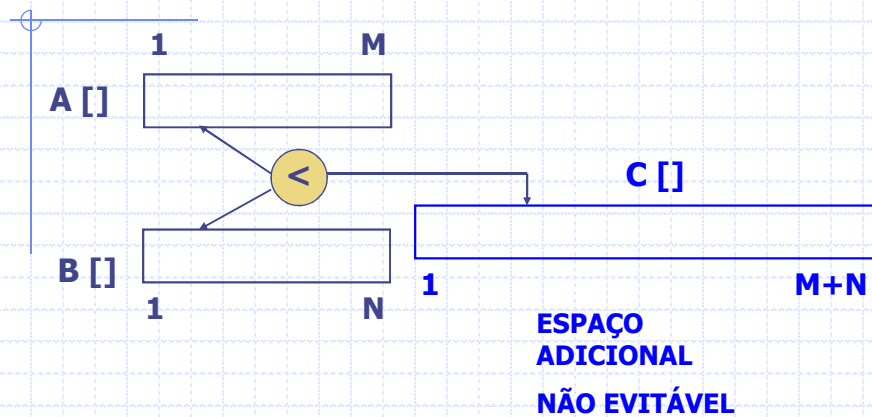 1 M
A []
<
C []
B []
1 N
1 M+N
ESPAÇO
ADICIONAL
NÃO EVITÁVEL